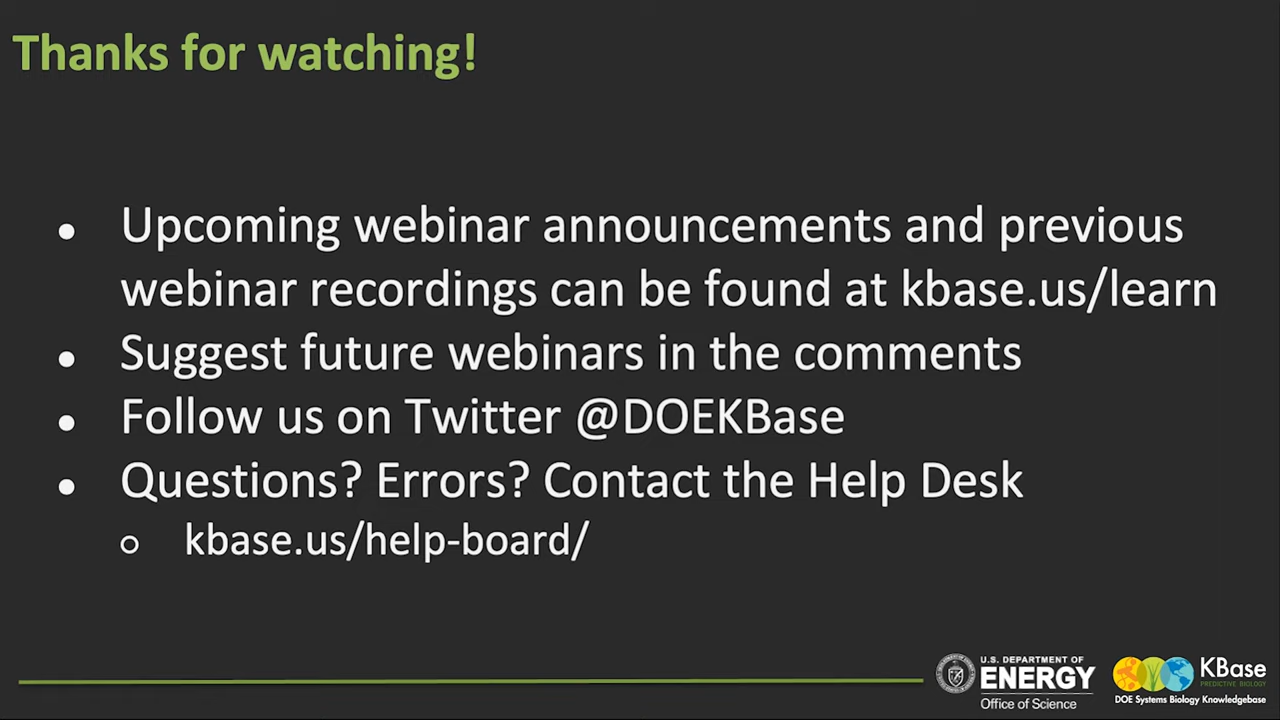 Thanks for watching!
● Upcoming webinar announcements and previous
webinar recordings can be found at kbase.us/learn
● Suggest future webinars in the comments
● Follow us on Twitter @DOEKBase
● Questions? Errors? Contact the Help Desk
○ kbase.us/help-board/
U.S. DEPARTMENT OF
ENERGY
Office of Science
KBase
PREDICTIVE BIOLOGY
DOE Systems Biology Knowledgebase